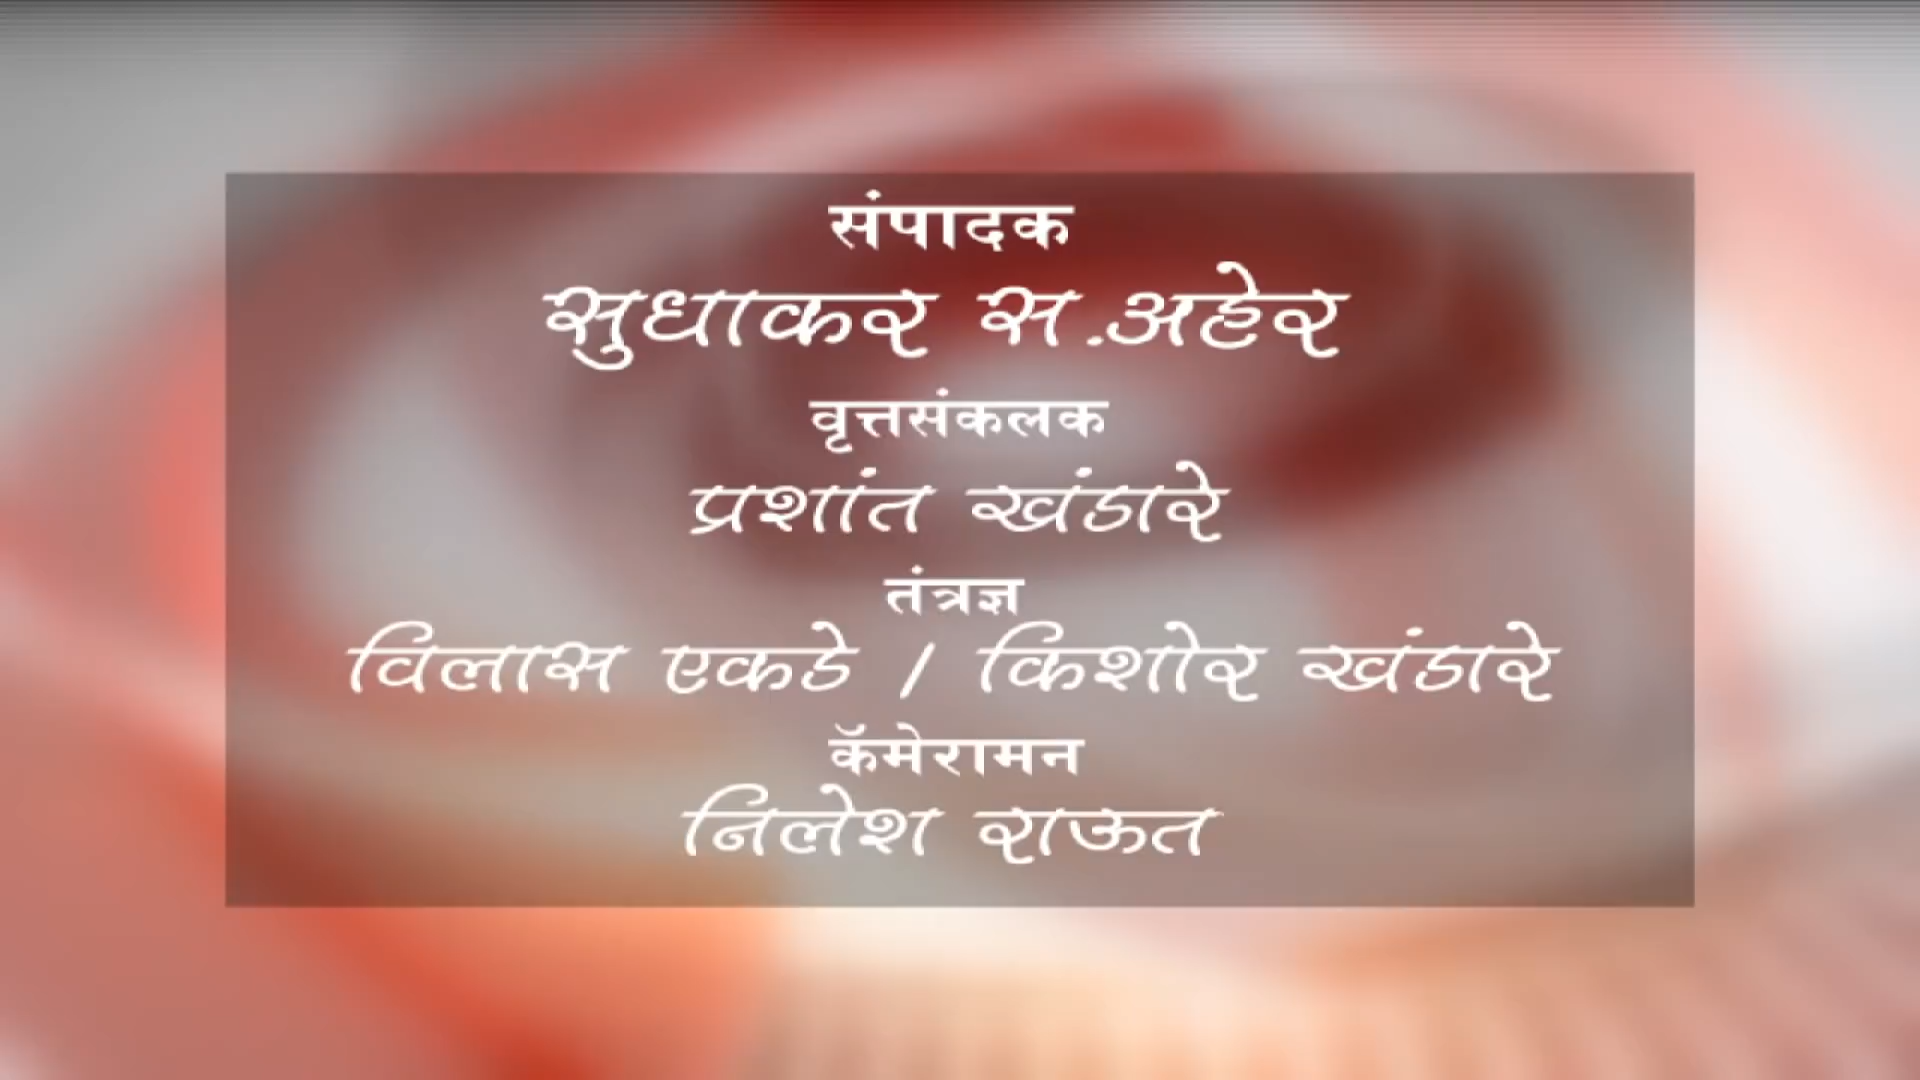 संपादक
सुधाकर स.अहेर
वृत्तसंकलक
प्रशांत खंडारे
तंत्रज्ञ
विलास एकडे / किशोर खंडारे
कॅमेरामन
निलेश राऊत